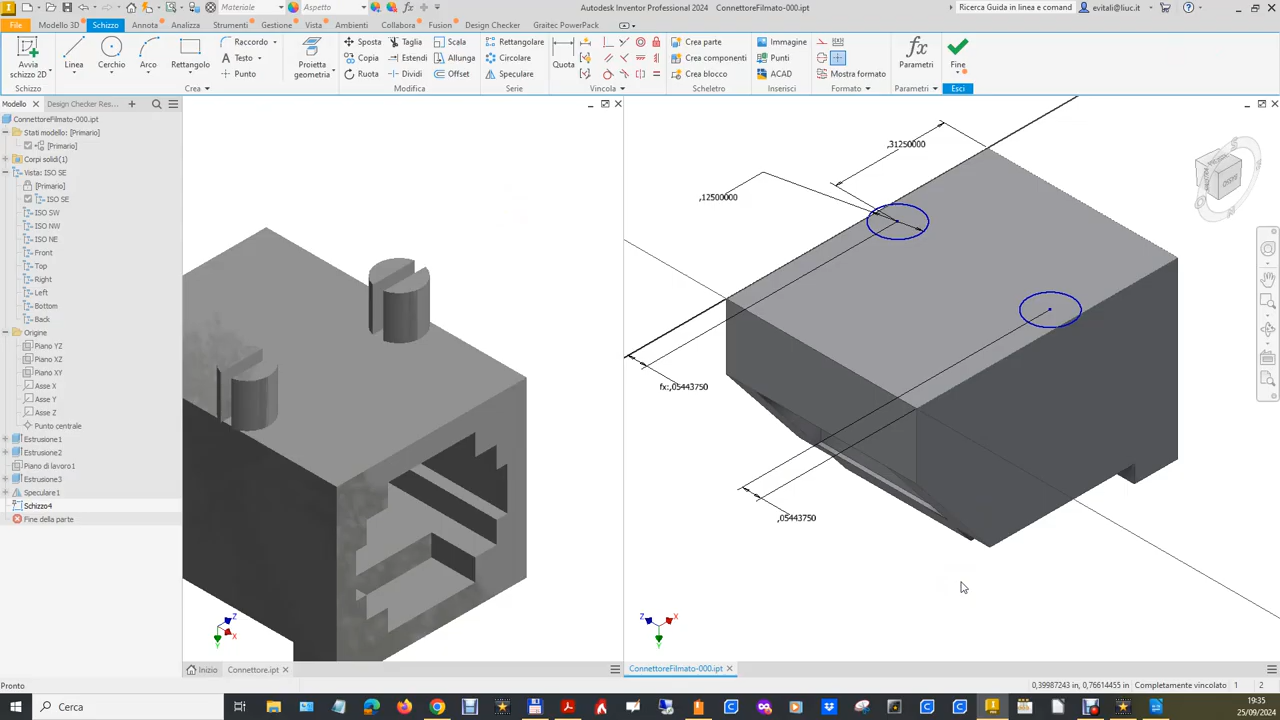 Materiale
Aspetto
Autodesk Inventor Professional 2024 - ConnettoreFilmato-000.ipt
Ricerca Guida in linea e comand
evitali@liuc.it
File Modello 3D Schizzo Annota Analizza Strumenti Gestisci Vista Ambienti Collabora Fusion Design Checker Graitec PowerPack
Avvia schizzo 2D
Linea
Cerchio
Arco
Rettangolo
Raccordo
Testo
Punto
Proietta geometria
Sposta
Copia
Ruota
Taglia
Estendi
Dividi
Scala
Allunga
Offset
Rettangolare
Circolare
Speculare
Quota
Crea parte
Crea componenti
Crea blocco
Immagine
Punti
ACAD
Mostra formato
fx
Parametri
Fine
Schizzo
Crea
Modifica
Serie
Vincola
Scheletro
Inserisci
Formato
Parametri
Esci
Modello
Design Checker Res...
ConnettoreFilmato-000.ipt
Stati modello: [Primario]
[Primario]
Corpi solidi(1)
Vista: ISO SE
[Primario]
ISO SE
ISO SW
ISO NW
ISO NE
Front
Top
Right
Left
Bottom
Back
Origine
Piano YZ
Piano XZ
Piano XY
Asse X
Asse Y
Asse Z
Punto centrale
Estrusione1
Estrusione2
Piano di lavoro1
Estrusione3
Speculare1
Schizzo4
Fine della parte
,31250000
,12500000
fx:,05443750
,05443750
Z
X
Y
Z
X
Y
Inizio
Connettore.ipt
ConnettoreFilmato-000.ipt
Pronto
0,39987243 in, 0,76614455 in
Completamente vincolato
1
2
Cerca
19:35
25/09/2024